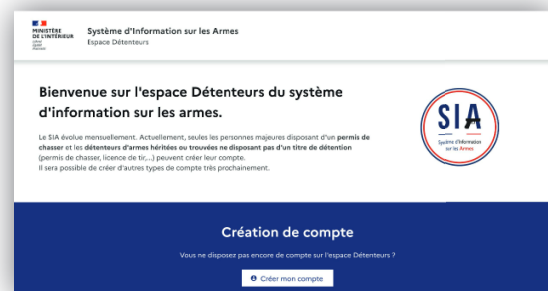 MINISTÈRE
DE L'INTÉRIEUR
Système d'Information sur les Armes
Espace Détenteurs
Bienvenue sur l'espace Détenteurs du système
d'information sur les armes.
Le SIA évolue mensuellement. Actuellement, seules les personnes majeures disposant d'un permis de
chasser et les détenteurs d'armes héritées ou trouvées ne disposant pas d'un titre de détention
(permis de chasser, licence de tir,...) peuvent créer leur compte.
Il sera possible de créer d'autres types de compte très prochainement.
SIA
Système d'Information
sur les Armes
Création de compte
Vous ne disposez pas encore de compte sur l'espace Détenteurs ?
Créer mon compte